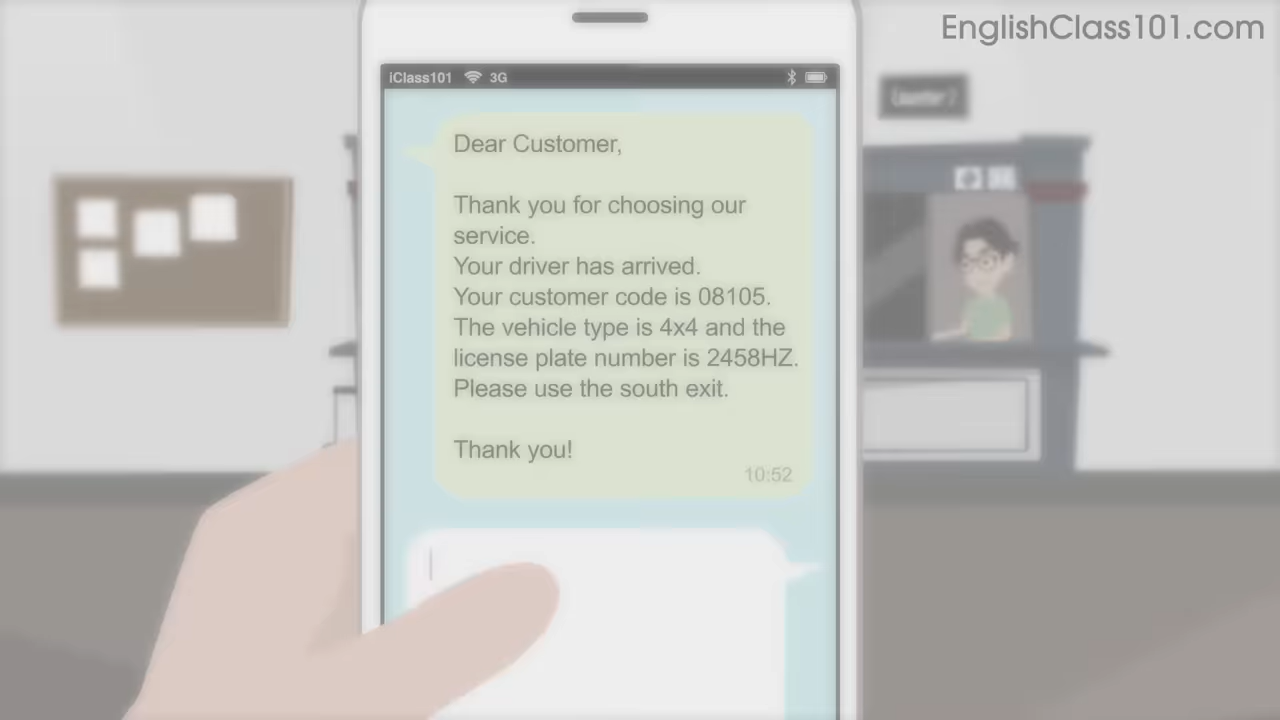 EnglishClass101.com
iClass101 3G
Dear Customer,
Thank you for choosing our
service.
Your driver has arrived.
Your customer code is 08105.
The vehicle type is 4x4 and the
license plate number is 2458HZ.
Please use the south exit.
Thank you!
10:52